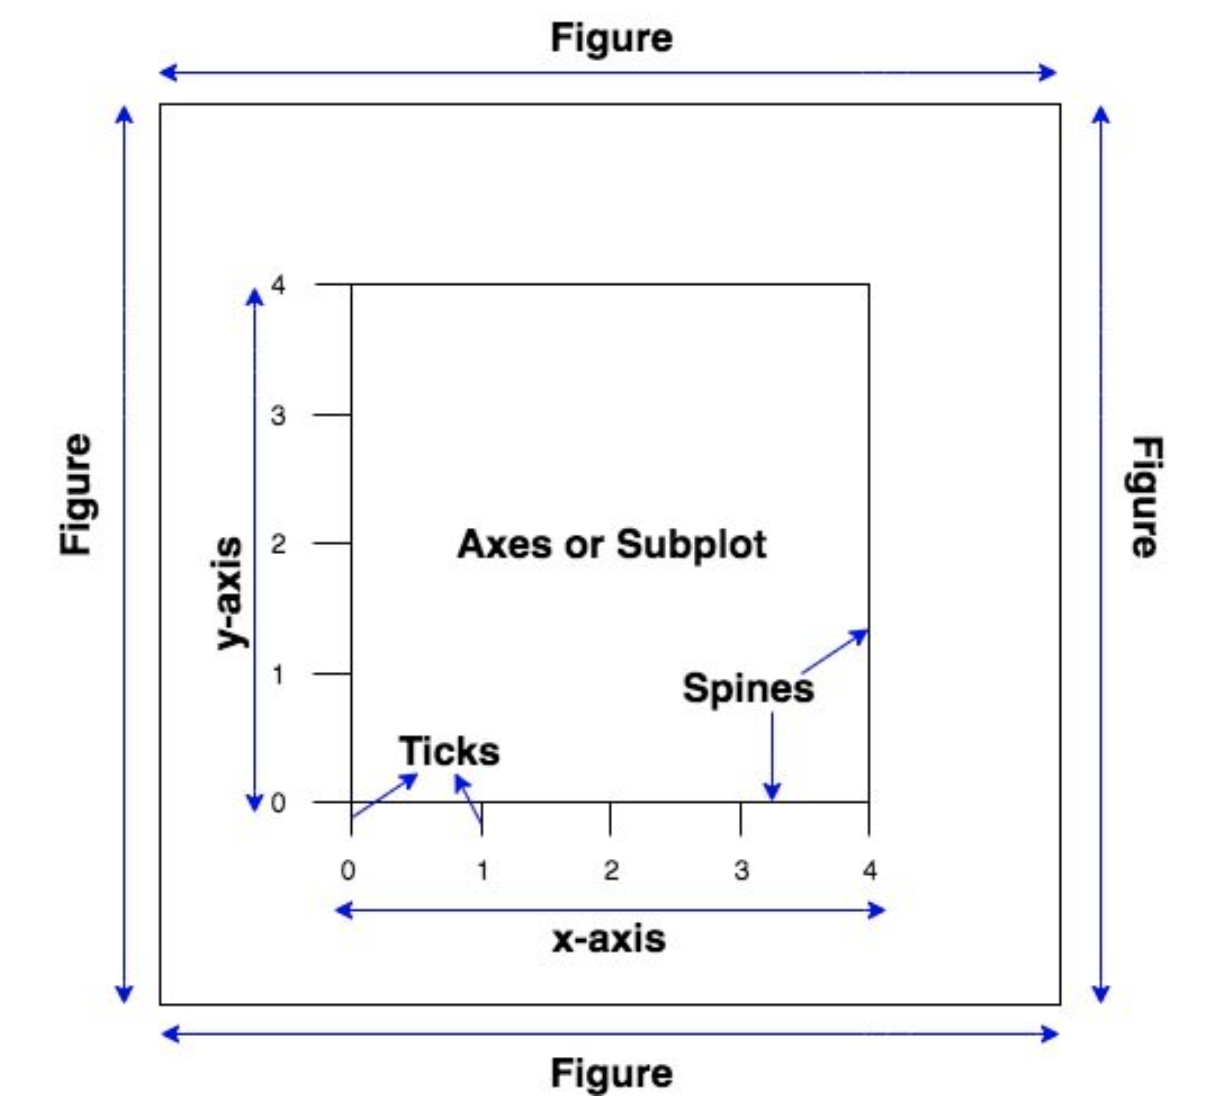 Figure
4
3
Figure
Figure
2
Axes or Subplot
y-axis
1
Spines
Ticks
0
0 1 2 3 4
x-axis
Figure